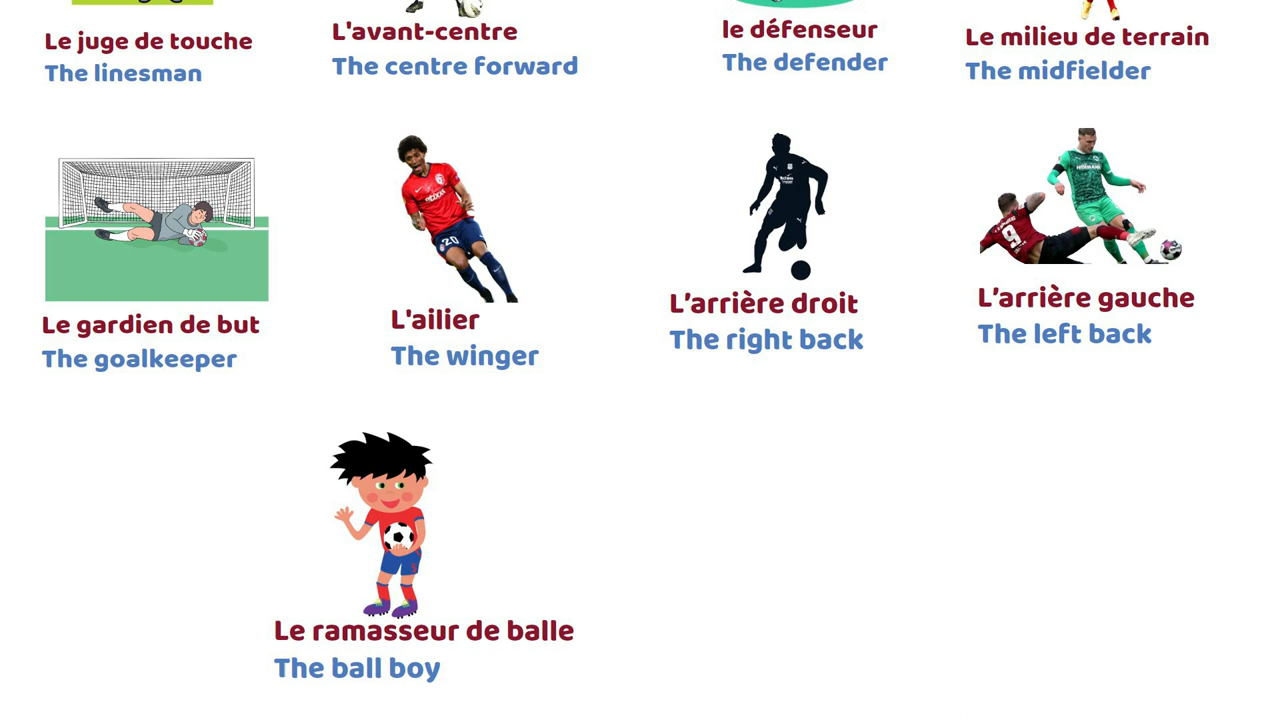 Le juge de touche
The linesman
L'avant-centre
The centre forward
le défenseur
The defender
Le milieu de terrain
The midfielder
20
9
Le gardien de but
The goalkeeper
L'ailier
The winger
L’arrière droit
The right back
L’arrière gauche
The left back
Le ramasseur de balle
The ball boy